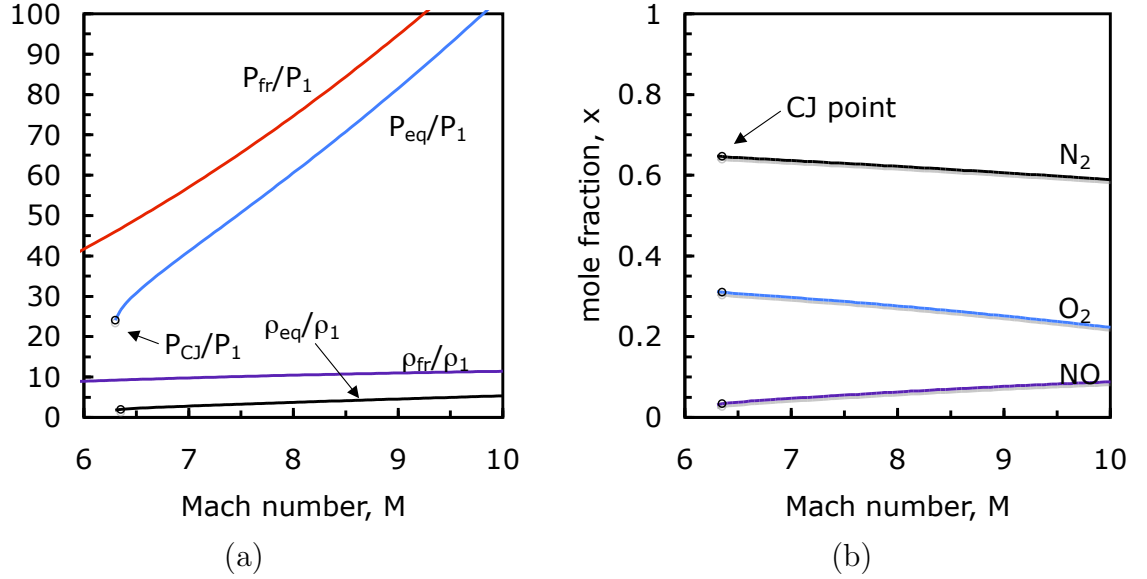 100
90
80
70
60
50
40
30
20
10
0
P_fr/P_1
P_eq/P_1
P_CJ/P_1
ρ_eq/ρ_1
ρ_fr/ρ_1
6 7 8 9 10
Mach number, M
(a)
mole fraction, x
1
0.8
0.6
0.4
0.2
0
CJ point
N_2
O_2
NO
6 7 8 9 10
Mach number, M
(b)